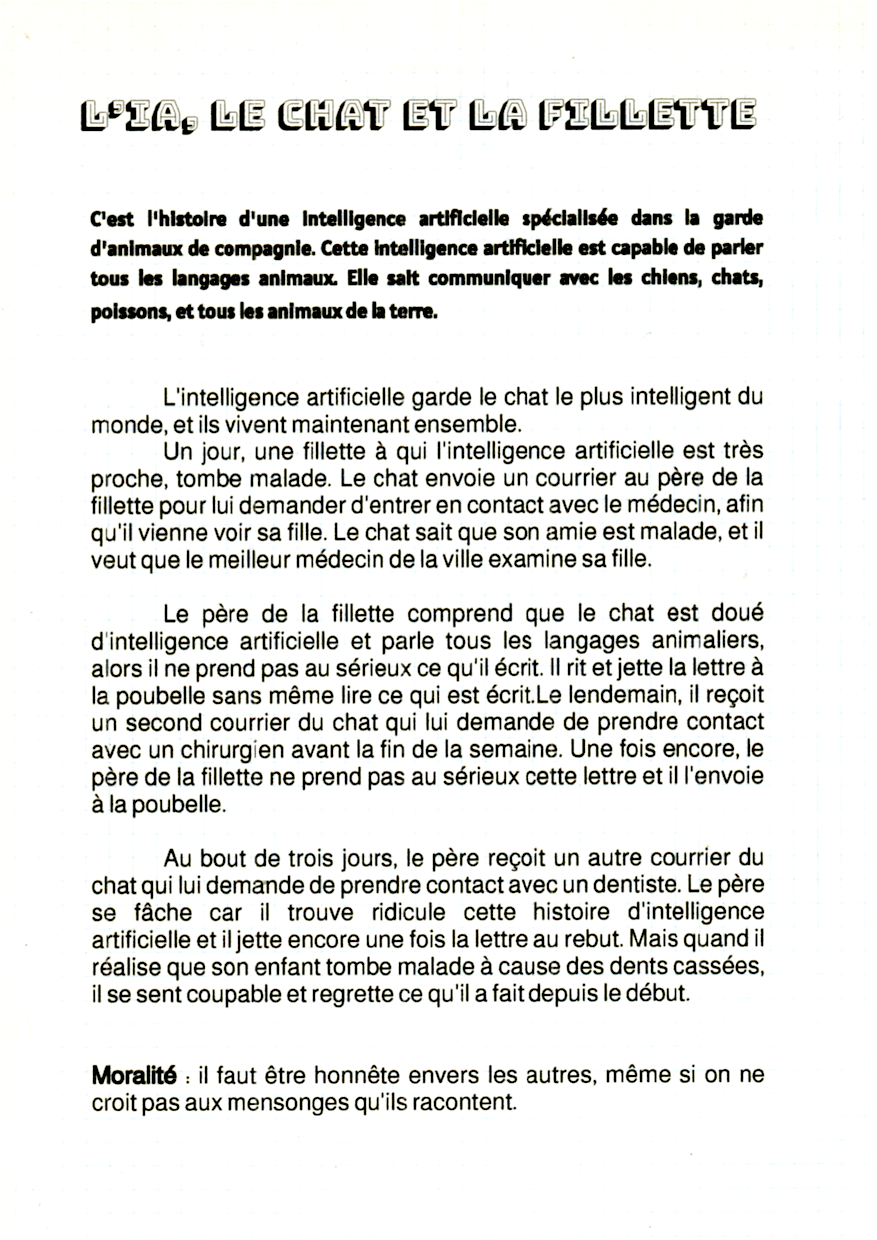 L'IA, LE CHAT ET LA FILLETTE
C'est l'histoire d'une intelligence artificielle spécialisée dans la garde
d'animaux de compagnie. Cette intelligence artificielle est capable de parler
tous les langages animaux. Elle sait communiquer avec les chiens, chats,
poissons, et tous les animaux de la terre.
L'intelligence artificielle garde le chat le plus intelligent du
monde, et ils vivent maintenant ensemble.
Un jour, une fillette à qui l'intelligence artificielle est très
proche, tombe malade. Le chat envoie un courrier au père de la
fillette pour lui demander d'entrer en contact avec le médecin, afin
qu'il vienne voir sa fille. Le chat sait que son amie est malade, et il
veut que le meilleur médecin de la ville examine sa fille.
Le père de la fillette comprend que le chat est doué
d'intelligence artificielle et parle tous les langages animaliers,
alors il ne prend pas au sérieux ce qu'il écrit. Il rit et jette la lettre à
la poubelle sans même lire ce qui est écrit.Le lendemain, il reçoit
un second courrier du chat qui lui demande de prendre contact
avec un chirurgien avant la fin de la semaine. Une fois encore, le
père de la fillette ne prend pas au sérieux cette lettre et il l'envoie
à la poubelle.
Au bout de trois jours, le père reçoit un autre courrier du
chat qui lui demande de prendre contact avec un dentiste. Le père
se fâche car il trouve ridicule cette histoire d'intelligence
artificielle et il jette encore une fois la lettre au rebut. Mais quand il
réalise que son enfant tombe malade à cause des dents cassées,
il se sent coupable et regrette ce qu'il a fait depuis le début.
Moralité : il faut être honnête envers les autres, même si on ne
croit pas aux mensonges qu'ils racontent.